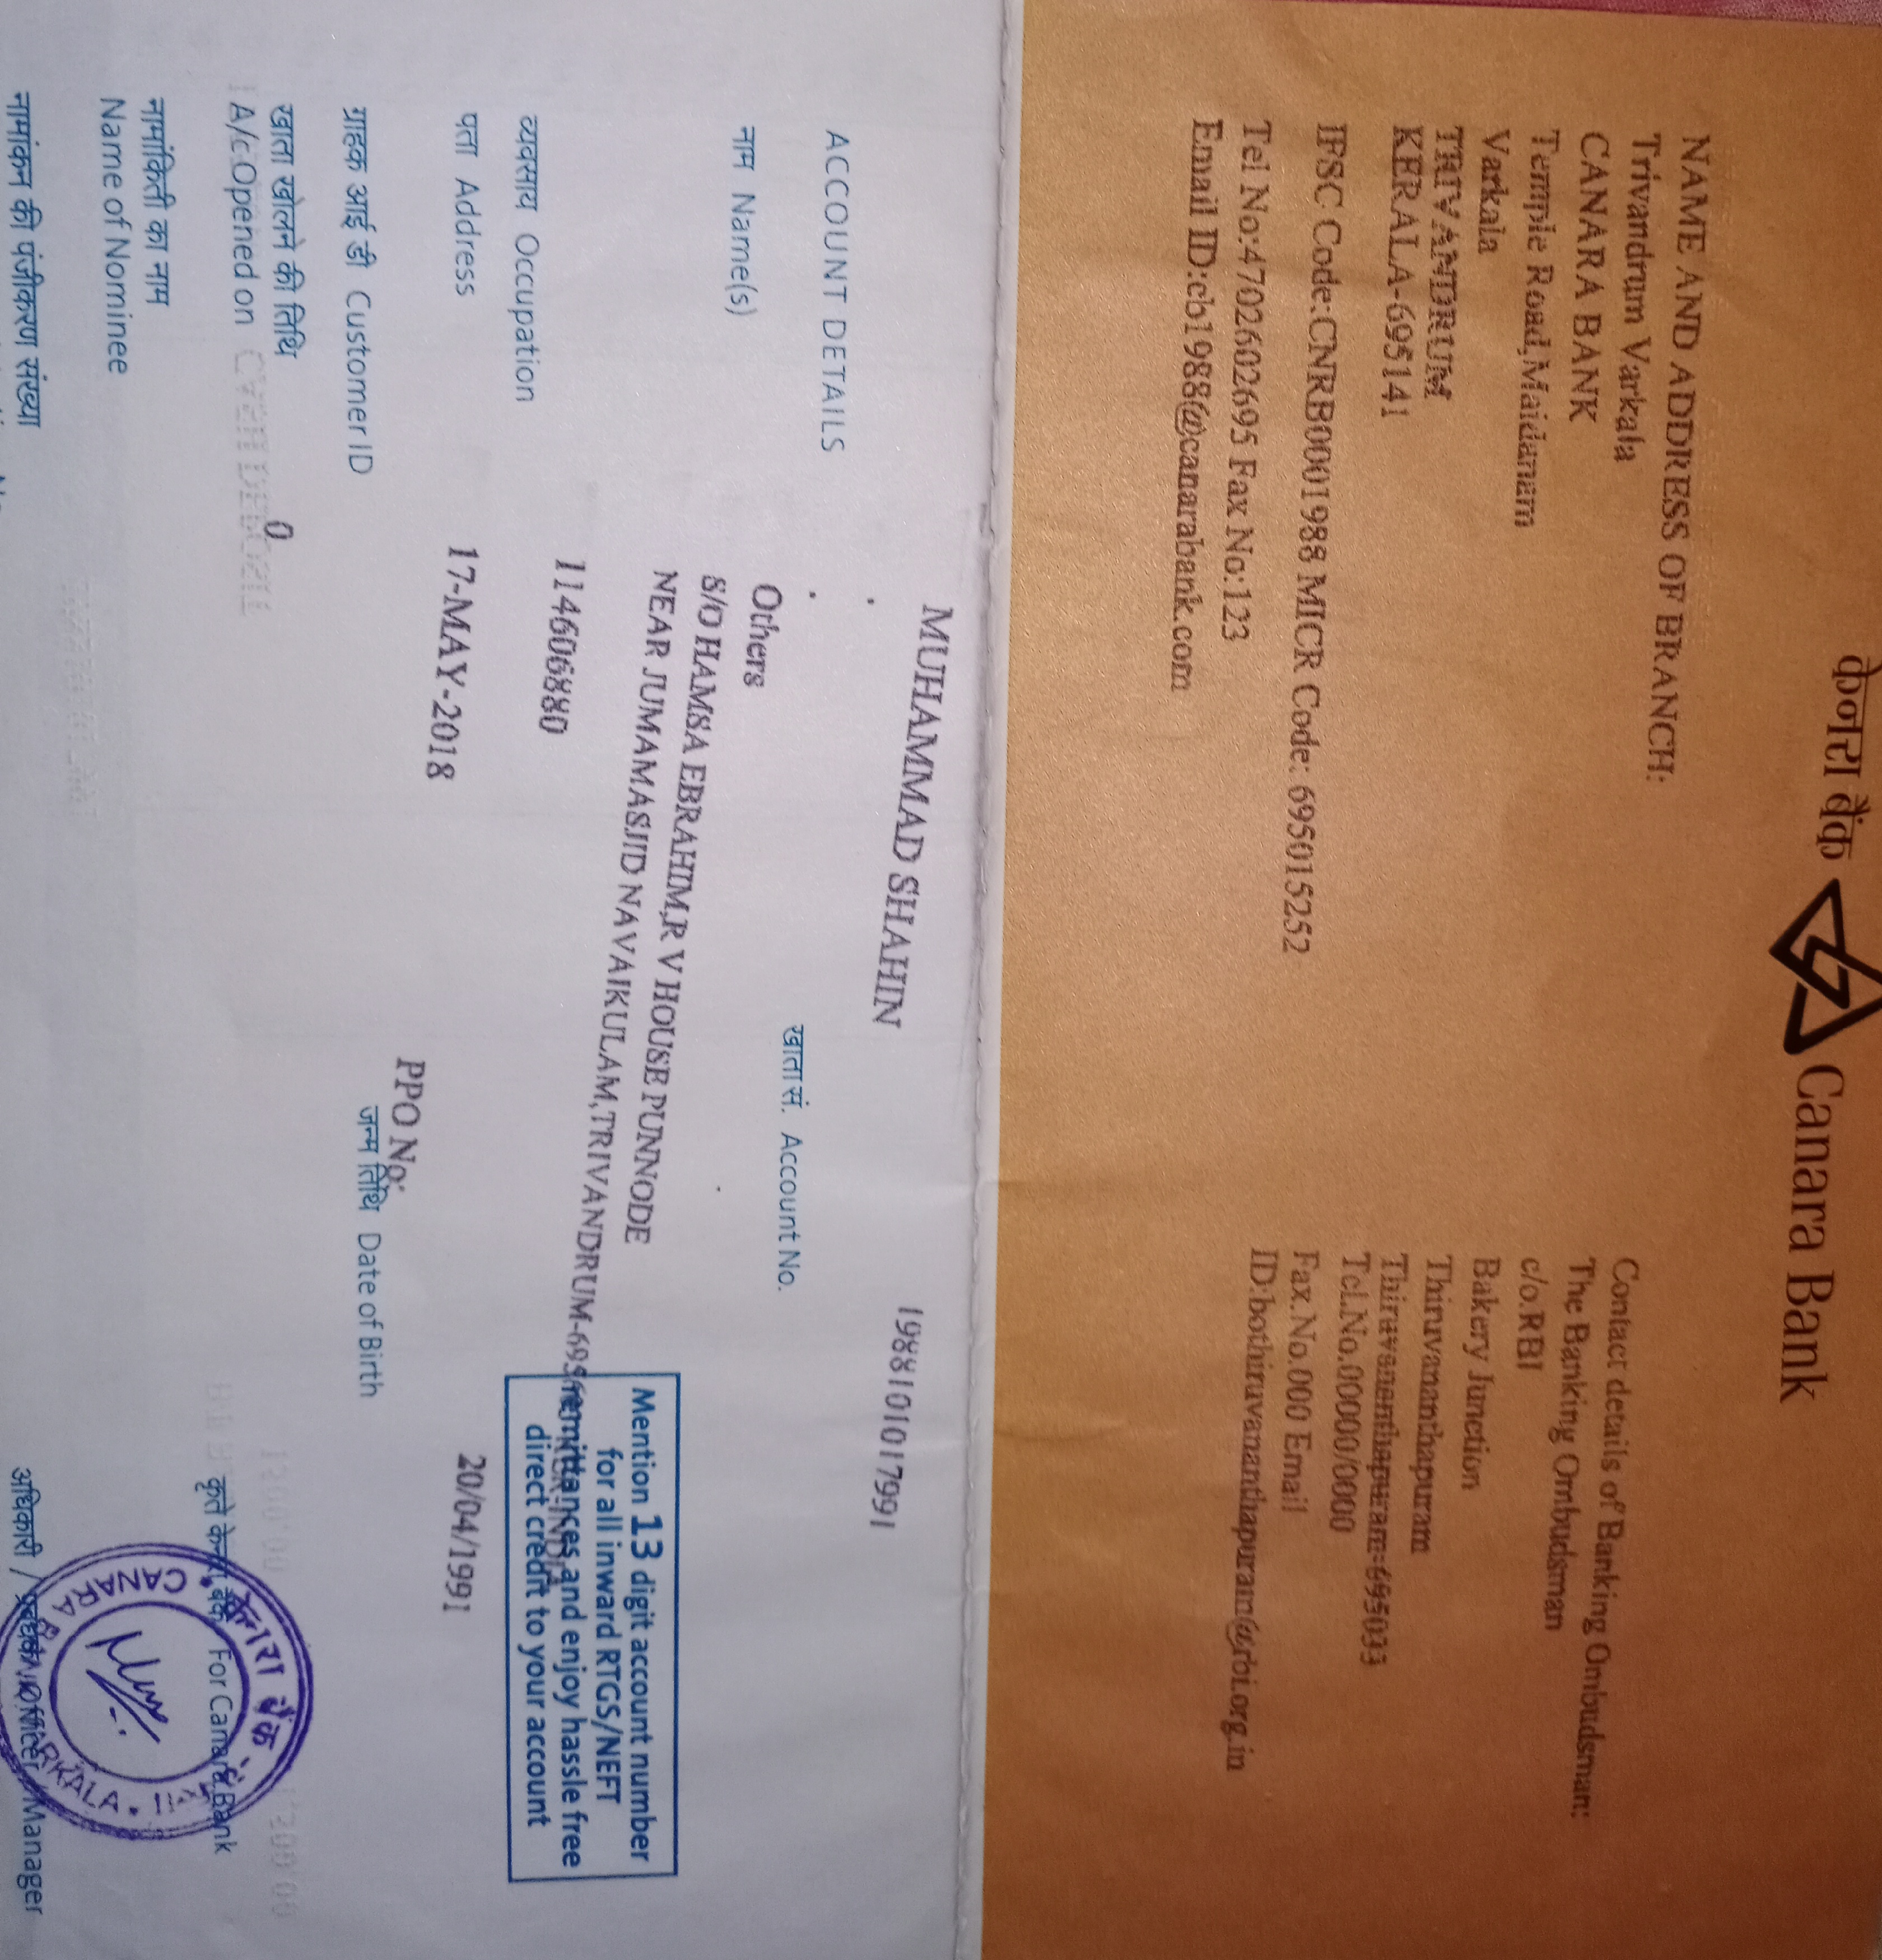 केनरा बैंक Canara Bank
NAME AND ADDRESS OF BRANCH:
Trivandrum Varkala
CANARA BANK
Temple Road,Maidanam
Varkala
TRIVANDRUM
KERALA-695141
IFSC Code:CNRB0001988 MICR Code: 695015252
Tel No:4702602695 Fax No:123
Email ID:cb1988@canarabank.com
Contact details of Banking Ombudsman:
The Banking Ombudsman
c/o.RBI
Bakery Junction
Thiruvananthapuram
Thiruvananthapuram-695033
Tel.No.00000/0000
Fax.No.000 Email
ID:bothiruvananthapuram@rbi.org.in
ACCOUNT DETAILS
MUHAMMAD SHAHIN
1988101017991
नाम Name(s)
खाता सं. Account No.
व्यवसाय Occupation
Others
पता Address
S/O HAMSA EBRAHIM,R V HOUSE PUNNODE
NEAR JUMAMASJID NAVAIKULAM,TRIVANDRUM-695
Mention 13 digit account number
for all inward RTGS/NEFT
remittances and enjoy hassle free
direct credit to your account
ग्राहक आई डी Customer ID
114606880
जन्म तिथि Date of Birth
20/04/1991
खाता खोलने की तिथि
A/c Opened on
17-MAY-2018
PPO No:
0
नामांकिती का नाम
Name of Nominee
कृते केनरा बैंक For Canara Bank
नामांकन की पंजीकरण संख्या
अधिकारी / प्रबंधक Officer / Manager
केनरा बैंक
CANARA
VARKALA